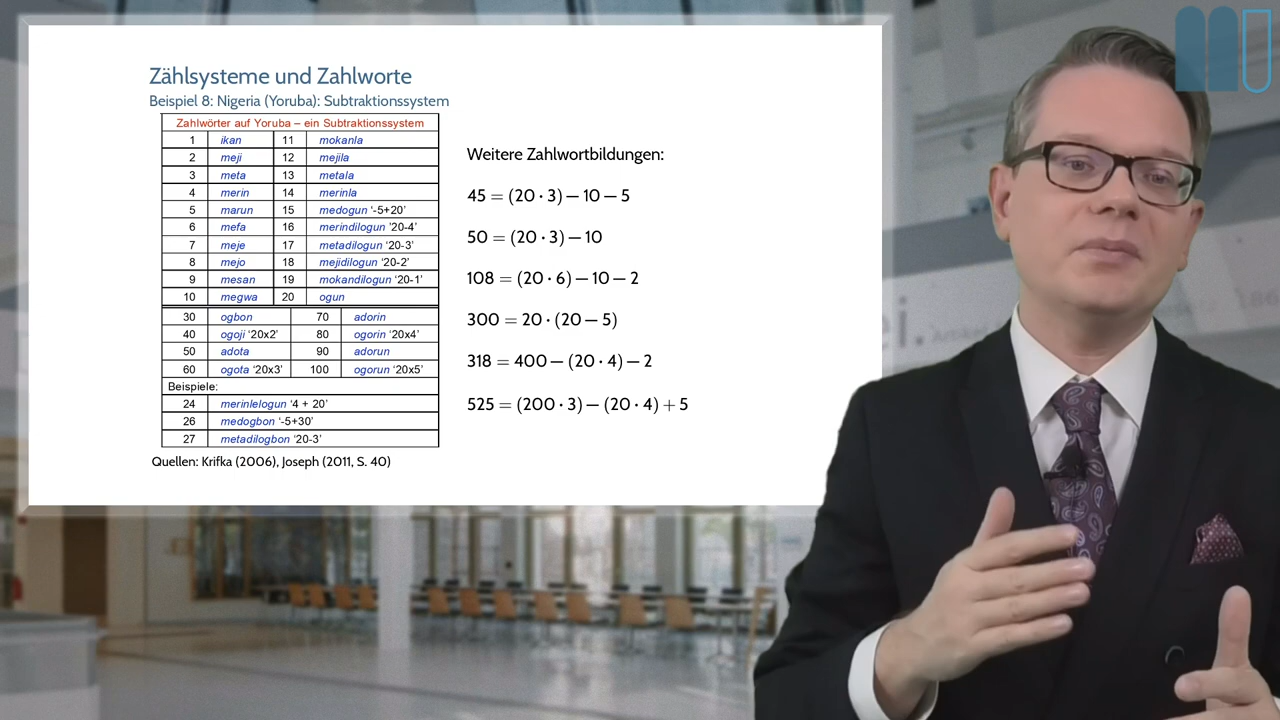 Zählsysteme und Zahlworte
Beispiel 8: Nigeria (Yoruba): Subtraktionssystem
Zahlwörter auf Yoruba – ein Subtraktionssystem
1 ikan 11 mokanla
2 meji 12 mejila
3 meta 13 metala
4 merin 14 merinla
5 marun 15 medogun ‘-5+20’
6 mefa 16 merindilogun ‘20-4’
7 meje 17 metadilogun ‘20-3’
8 mejo 18 mejidilogun ‘20-2’
9 mesan 19 mokandilogun ‘20-1’
10 megwa 20 ogun
30 ogbon 70 adorin
40 ogoji ‘20x2’ 80 ogorin ‘20x4’
50 adota 90 adorun
60 ogota ‘20x3’ 100 ogorun ‘20x5’
Beispiele:
24 merinlelogun ‘4 + 20’
26 medogbon ‘-5+30’
27 metadilogbon ‘20-3’
Quellen: Krifka (2006), Joseph (2011, S. 40)
Weitere Zahlwortbildungen:
45 = (20 · 3) – 10 – 5
50 = (20 · 3) – 10
108 = (20 · 6) – 10 – 2
300 = 20 · (20 – 5)
318 = 400 – (20 · 4) – 2
525 = (200 · 3) – (20 · 4) + 5
ei.